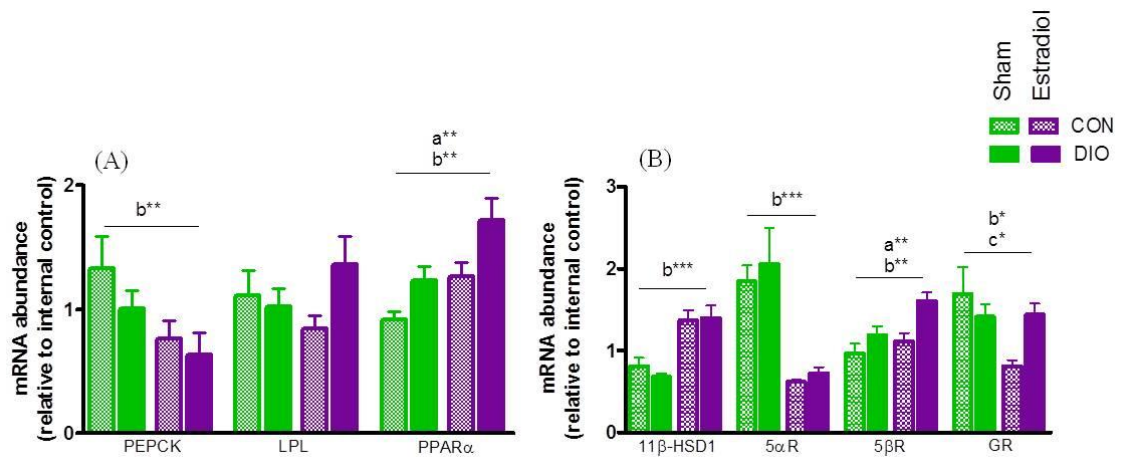 Sham
Estradiol
CON
DIO
(A)
mRNA abundance
(relative to internal control)
2
1
0
b**
a**
b**
PEPCK
LPL
PPARα
(B)
mRNA abundance
(relative to internal control)
3
2
1
0
b***
b***
a**
b**
b*
c*
11β-HSD1
5αR
5βR
GR